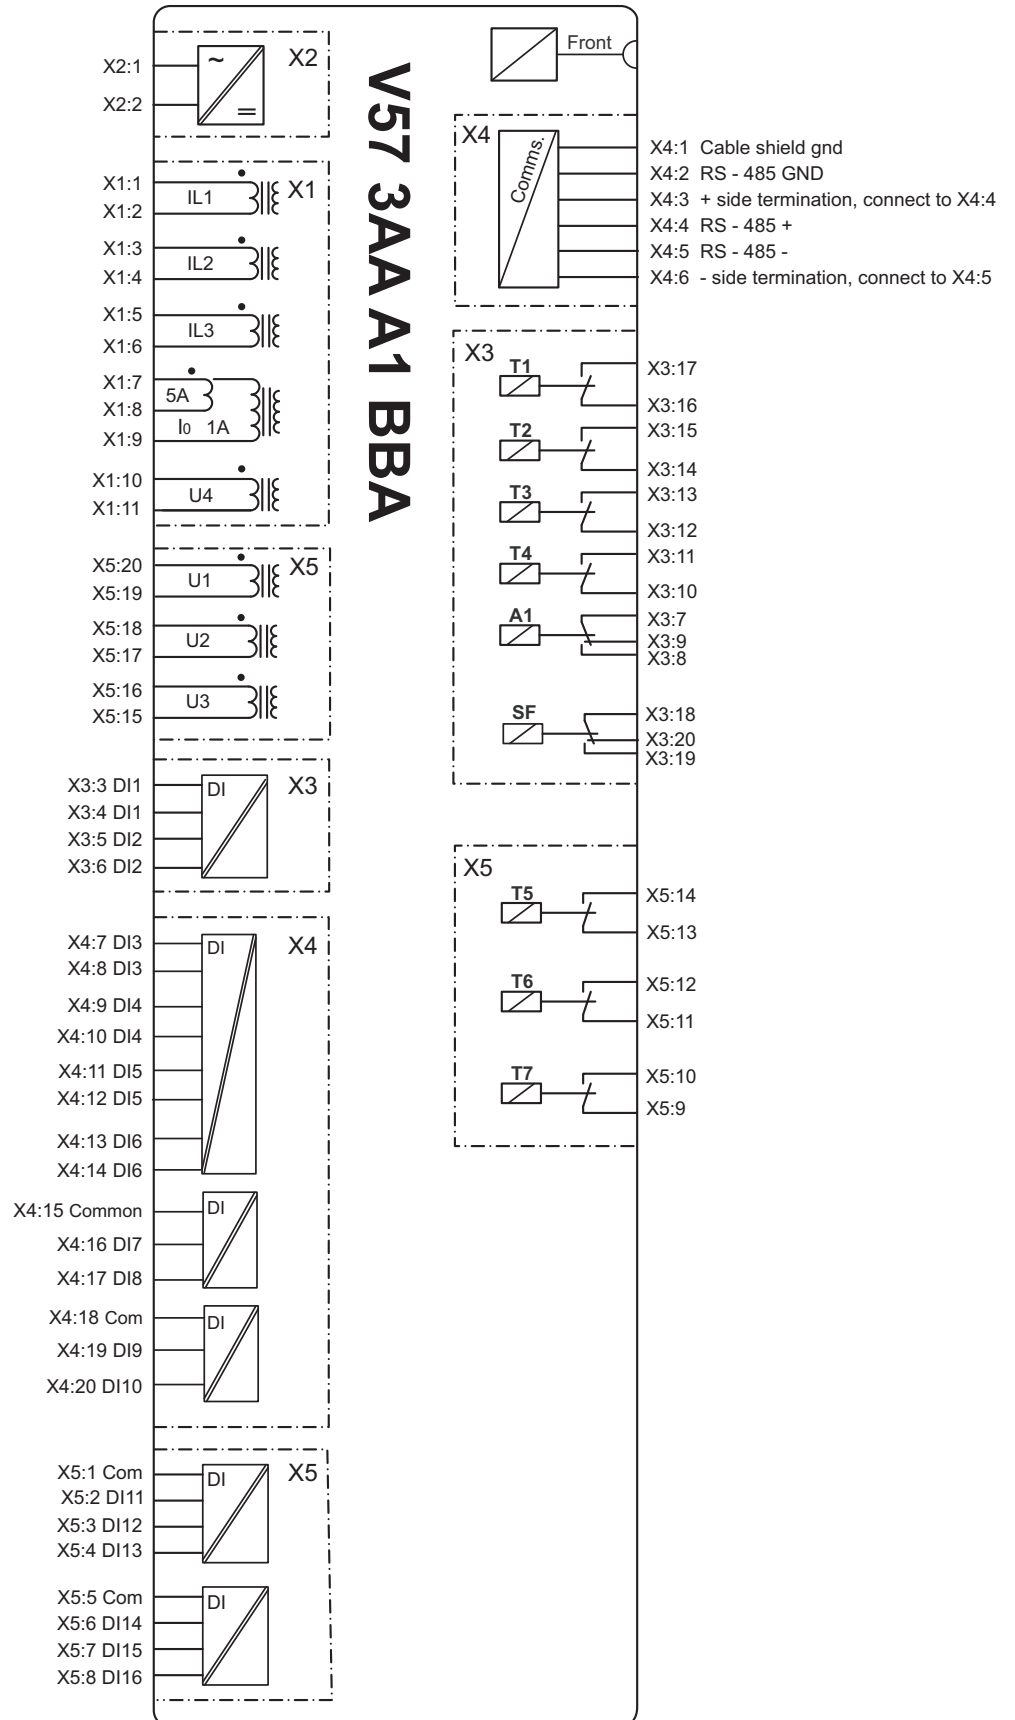 X2:1
X2:2
~
=
X2
X1:1
X1:2
IL1
X1
X1:3
X1:4
IL2
X1:5
X1:6
IL3
X1:7
X1:8
X1:9
5A
I0 1A
X1:10
X1:11
U4
X5:20
X5:19
U1
X5
X5:18
X5:17
U2
X5:16
X5:15
U3
X3:3 DI1
X3:4 DI1
X3:5 DI2
X3:6 DI2
DI
X3
X4:7 DI3
X4:8 DI3
X4:9 DI4
X4:10 DI4
X4:11 DI5
X4:12 DI5
X4:13 DI6
X4:14 DI6
DI
X4
X4:15 Common
X4:16 DI7
X4:17 DI8
DI
X4:18 Com
X4:19 DI9
X4:20 DI10
DI
X5:1 Com
X5:2 DI11
X5:3 DI12
X5:4 DI13
DI
X5
X5:5 Com
X5:6 DI14
X5:7 DI15
X5:8 DI16
DI
V57 3AA A1 BBA
Front
X4
Comms.
X4:1 Cable shield gnd
X4:2 RS - 485 GND
X4:3 + side termination, connect to X4:4
X4:4 RS - 485 +
X4:5 RS - 485 -
X4:6 - side termination, connect to X4:5
X3
T1
X3:17
X3:16
T2
X3:15
X3:14
T3
X3:13
X3:12
T4
X3:11
X3:10
A1
X3:7
X3:9
X3:8
SF
X3:18
X3:20
X3:19
X5
T5
X5:14
X5:13
T6
X5:12
X5:11
T7
X5:10
X5:9